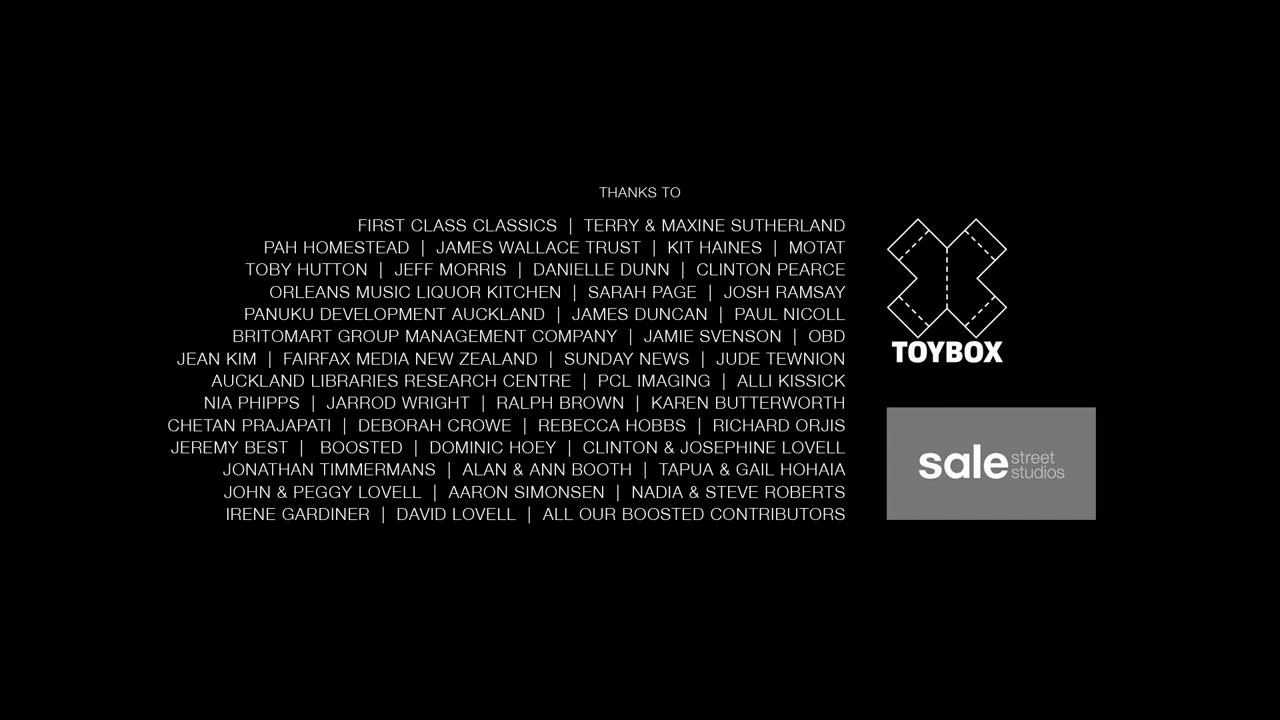 THANKS TO
FIRST CLASS CLASSICS | TERRY & MAXINE SUTHERLAND
PAH HOMESTEAD | JAMES WALLACE TRUST | KIT HAINES | MOTAT
TOBY HUTTON | JEFF MORRIS | DANIELLE DUNN | CLINTON PEARCE
ORLEANS MUSIC LIQUOR KITCHEN | SARAH PAGE | JOSH RAMSAY
PANUKU DEVELOPMENT AUCKLAND | JAMES DUNCAN | PAUL NICOLL
BRITOMART GROUP MANAGEMENT COMPANY | JAMIE SVENSON | OBD
JEAN KIM | FAIRFAX MEDIA NEW ZEALAND | SUNDAY NEWS | JUDE TEWNION
AUCKLAND LIBRARIES RESEARCH CENTRE | PCL IMAGING | ALLI KISSICK
NIA PHIPPS | JARROD WRIGHT | RALPH BROWN | KAREN BUTTERWORTH
CHETAN PRAJAPATI | DEBORAH CROWE | REBECCA HOBBS | RICHARD ORJIS
JEREMY BEST | BOOSTED | DOMINIC HOEY | CLINTON & JOSEPHINE LOVELL
JONATHAN TIMMERMANS | ALAN & ANN BOOTH | TAPUA & GAIL HOHAIA
JOHN & PEGGY LOVELL | AARON SIMONSEN | NADIA & STEVE ROBERTS
IRENE GARDINER | DAVID LOVELL | ALL OUR BOOSTED CONTRIBUTORS
TOYBOX
sale street
studios